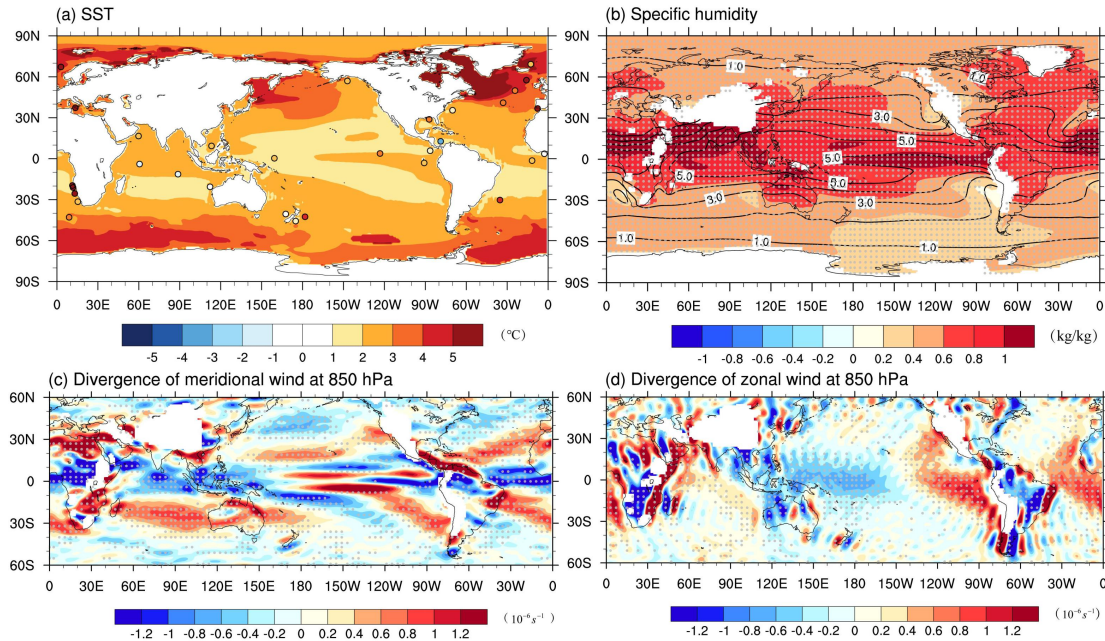 (a) SST
90N
60N
30N
0
30S
60S
90S
0 30E 60E 90E 120E 150E 180 150W 120W 90W 60W 30W 0
-5 -4 -3 -2 -1 0 1 2 3 4 5
(℃)
(b) Specific humidity
90N
60N
30N
0
30S
60S
90S
1.0
1.0
3.0
5.0
5.0
5.0
5.0
3.0
3.0
1.0
1.0
0 30E 60E 90E 120E 150E 180 150W 120W 90W 60W 30W 0
-1 -0.8 -0.6 -0.4 -0.2 0 0.2 0.4 0.6 0.8 1
(kg/kg)
(c) Divergence of meridional wind at 850 hPa
60N
30N
0
30S
60S
0 30E 60E 90E 120E 150E 180 150W 120W 90W 60W 30W 0
-1.2 -1 -0.8 -0.6 -0.4 -0.2 0 0.2 0.4 0.6 0.8 1 1.2
(10⁻⁶s⁻¹)
(d) Divergence of zonal wind at 850 hPa
60N
30N
0
30S
60S
0 30E 60E 90E 120E 150E 180 150W 120W 90W 60W 30W 0
-1.2 -1 -0.8 -0.6 -0.4 -0.2 0 0.2 0.4 0.6 0.8 1 1.2
(10⁻⁶s⁻¹)